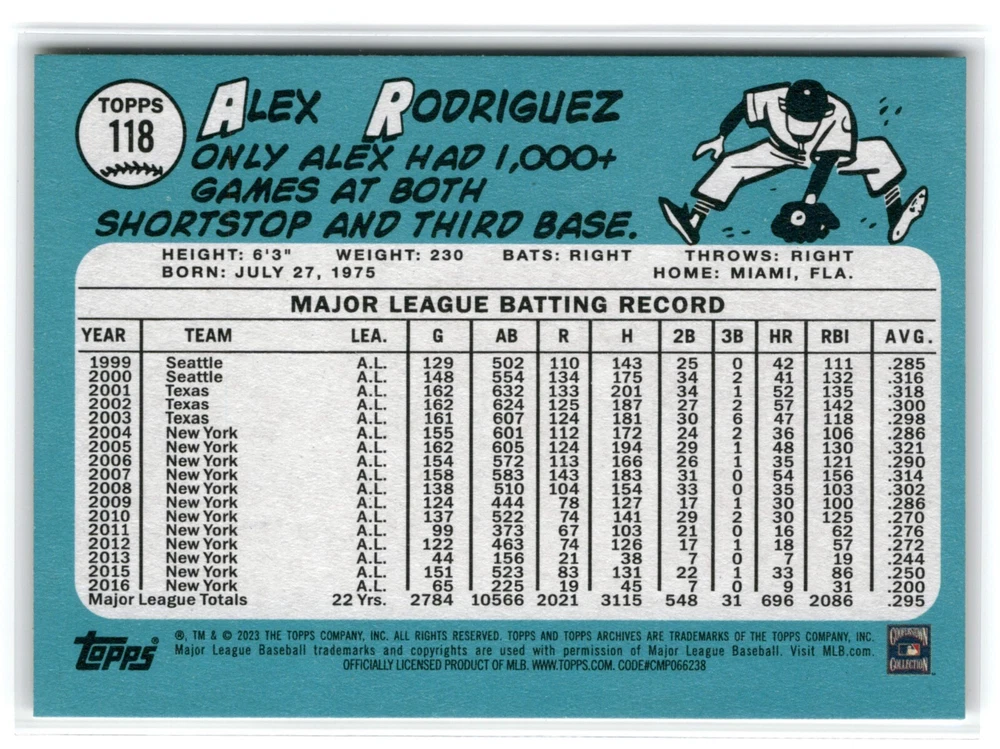 TOPPS
118
ALEX RODRIGUEZ
ONLY ALEX HAD 1,000+
GAMES AT BOTH
SHORTSTOP AND THIRD BASE.
HEIGHT: 6'3" WEIGHT: 230 BATS: RIGHT THROWS: RIGHT
BORN: JULY 27, 1975 HOME: MIAMI, FLA.
MAJOR LEAGUE BATTING RECORD
YEAR TEAM LEA. G AB R H 2B 3B HR RBI AVG.
1999 Seattle A.L. 129 502 110 143 25 0 42 111 .285
2000 Seattle A.L. 148 554 134 175 34 2 41 132 .316
2001 Texas A.L. 162 632 133 201 34 1 52 135 .318
2002 Texas A.L. 162 624 125 187 27 2 57 142 .300
2003 Texas A.L. 161 607 124 181 30 6 47 118 .298
2004 New York A.L. 155 601 112 172 24 2 36 106 .286
2005 New York A.L. 162 605 124 194 29 1 48 130 .321
2006 New York A.L. 154 572 113 166 26 1 35 121 .290
2007 New York A.L. 158 583 143 183 31 0 54 156 .314
2008 New York A.L. 138 510 104 154 33 0 35 103 .302
2009 New York A.L. 124 444 78 127 17 1 30 100 .286
2010 New York A.L. 137 522 74 141 29 2 30 125 .270
2011 New York A.L. 99 373 67 103 21 0 16 62 .276
2012 New York A.L. 122 463 74 126 17 1 18 57 .272
2013 New York A.L. 44 156 21 38 7 0 7 19 .244
2015 New York A.L. 151 523 83 131 22 1 33 86 .250
2016 New York A.L. 65 225 19 45 7 0 9 31 .200
Major League Totals 22 Yrs. 2784 10566 2021 3115 548 31 696 2086 .295
topps®
®, TM & © 2023 THE TOPPS COMPANY, INC. ALL RIGHTS RESERVED. TOPPS AND TOPPS ARCHIVES ARE TRADEMARKS OF THE TOPPS COMPANY, INC.
Major League Baseball trademarks and copyrights are used with permission of Major League Baseball. Visit MLB.com.
OFFICIALLY LICENSED PRODUCT OF MLB. WWW.TOPPS.COM. CODE#CMP066238
COOPERSTOWN
COLLECTION